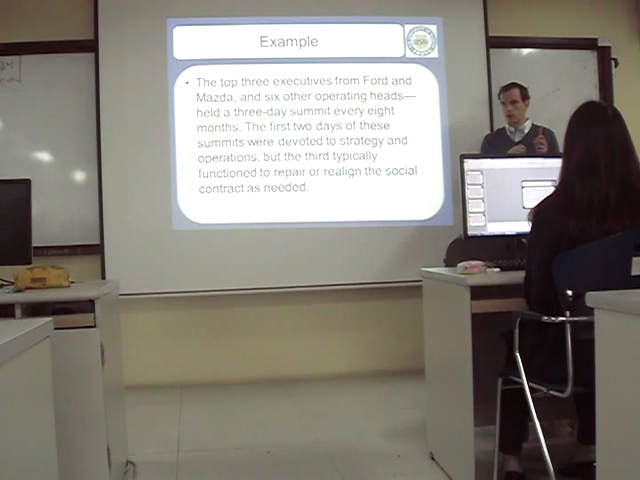 Example
• The top three executives from Ford and
Mazda, and six other operating heads—
held a three-day summit every eight
months. The first two days of these
summits were devoted to strategy and
operations, but the third typically
functioned to repair or realign the social
contract as needed.